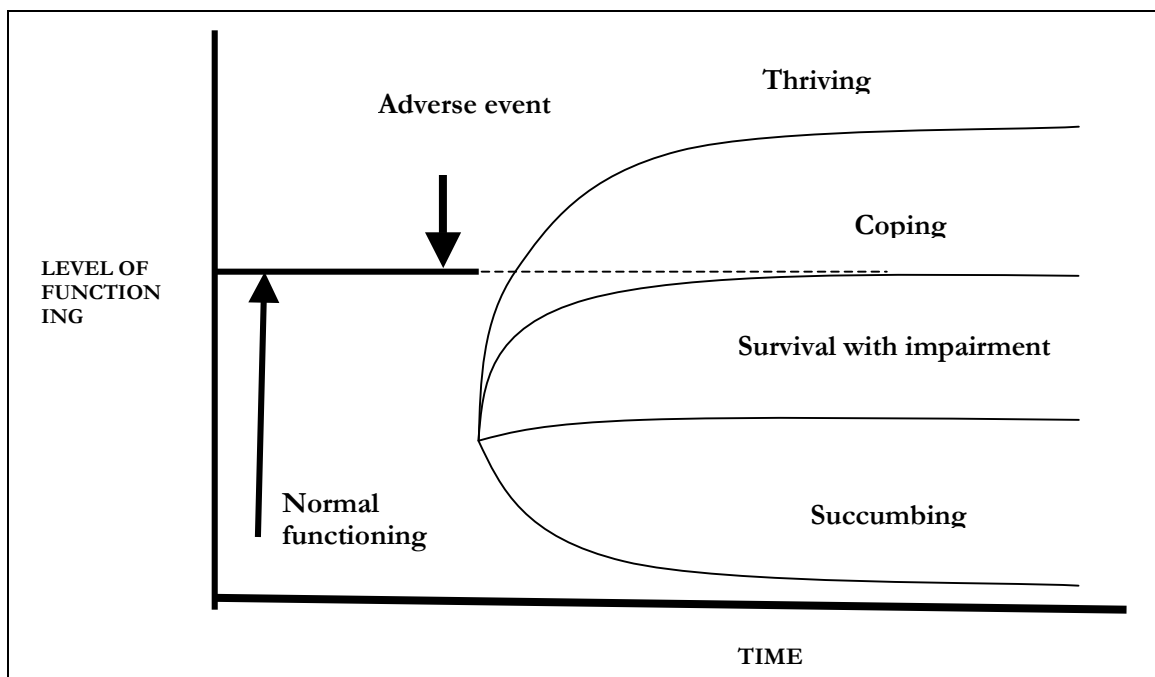 Thriving
Adverse event
Coping
LEVEL OF
FUNCTION
ING
Survival with impairment
Normal
functioning
Succumbing
TIME